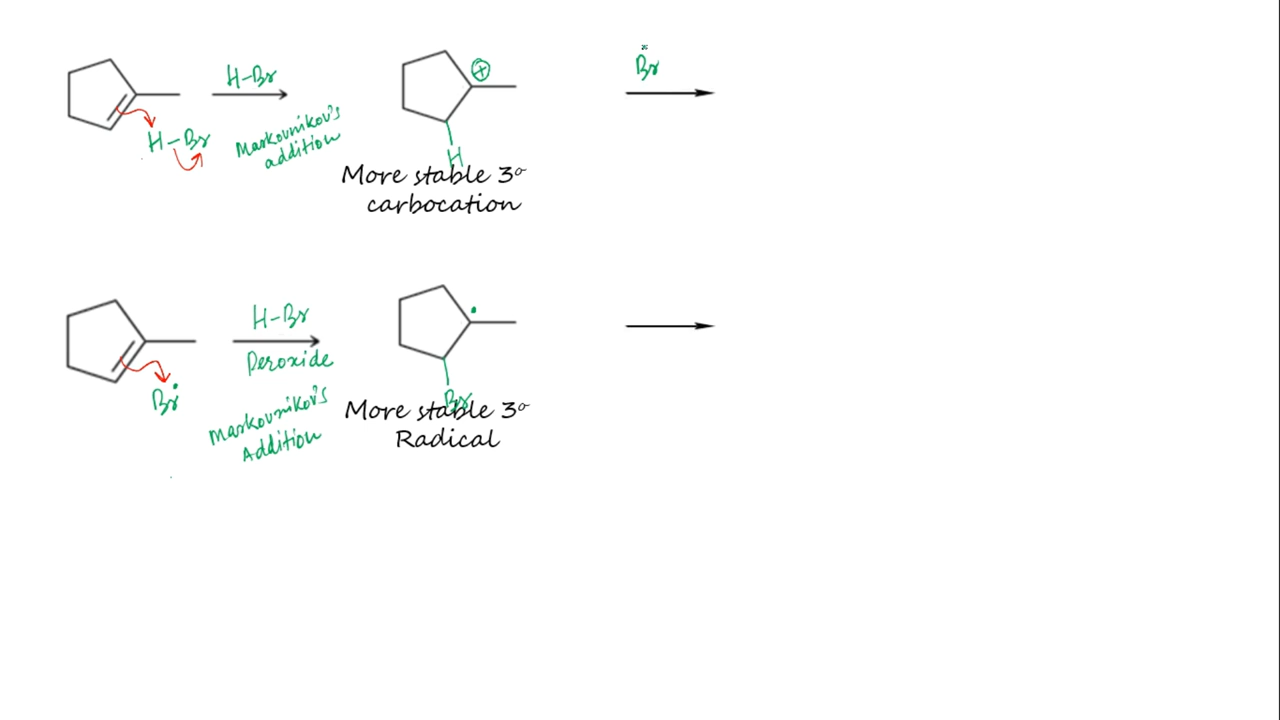 H-Br
Br
H-Br
Markovnikov's
addition
H
More stable 3°
carbocation
H-Br
Peroxide
Br
Br
Markovnikov's
Addition
More stable 3°
Radical